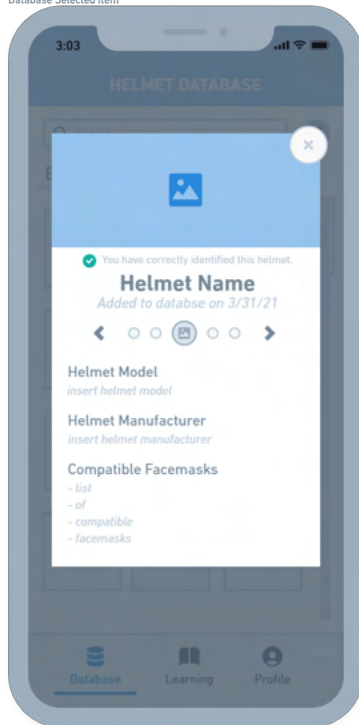 Database Selected Item
3:03
HELMET DATABASE
You have correctly identified this helmet.
Helmet Name
Added to databse on 3/31/21
Helmet Model
insert helmet model
Helmet Manufacturer
insert helmet manufacturer
Compatible Facemasks
- list
- of
- compatible
- facemasks
Database Learning Profile